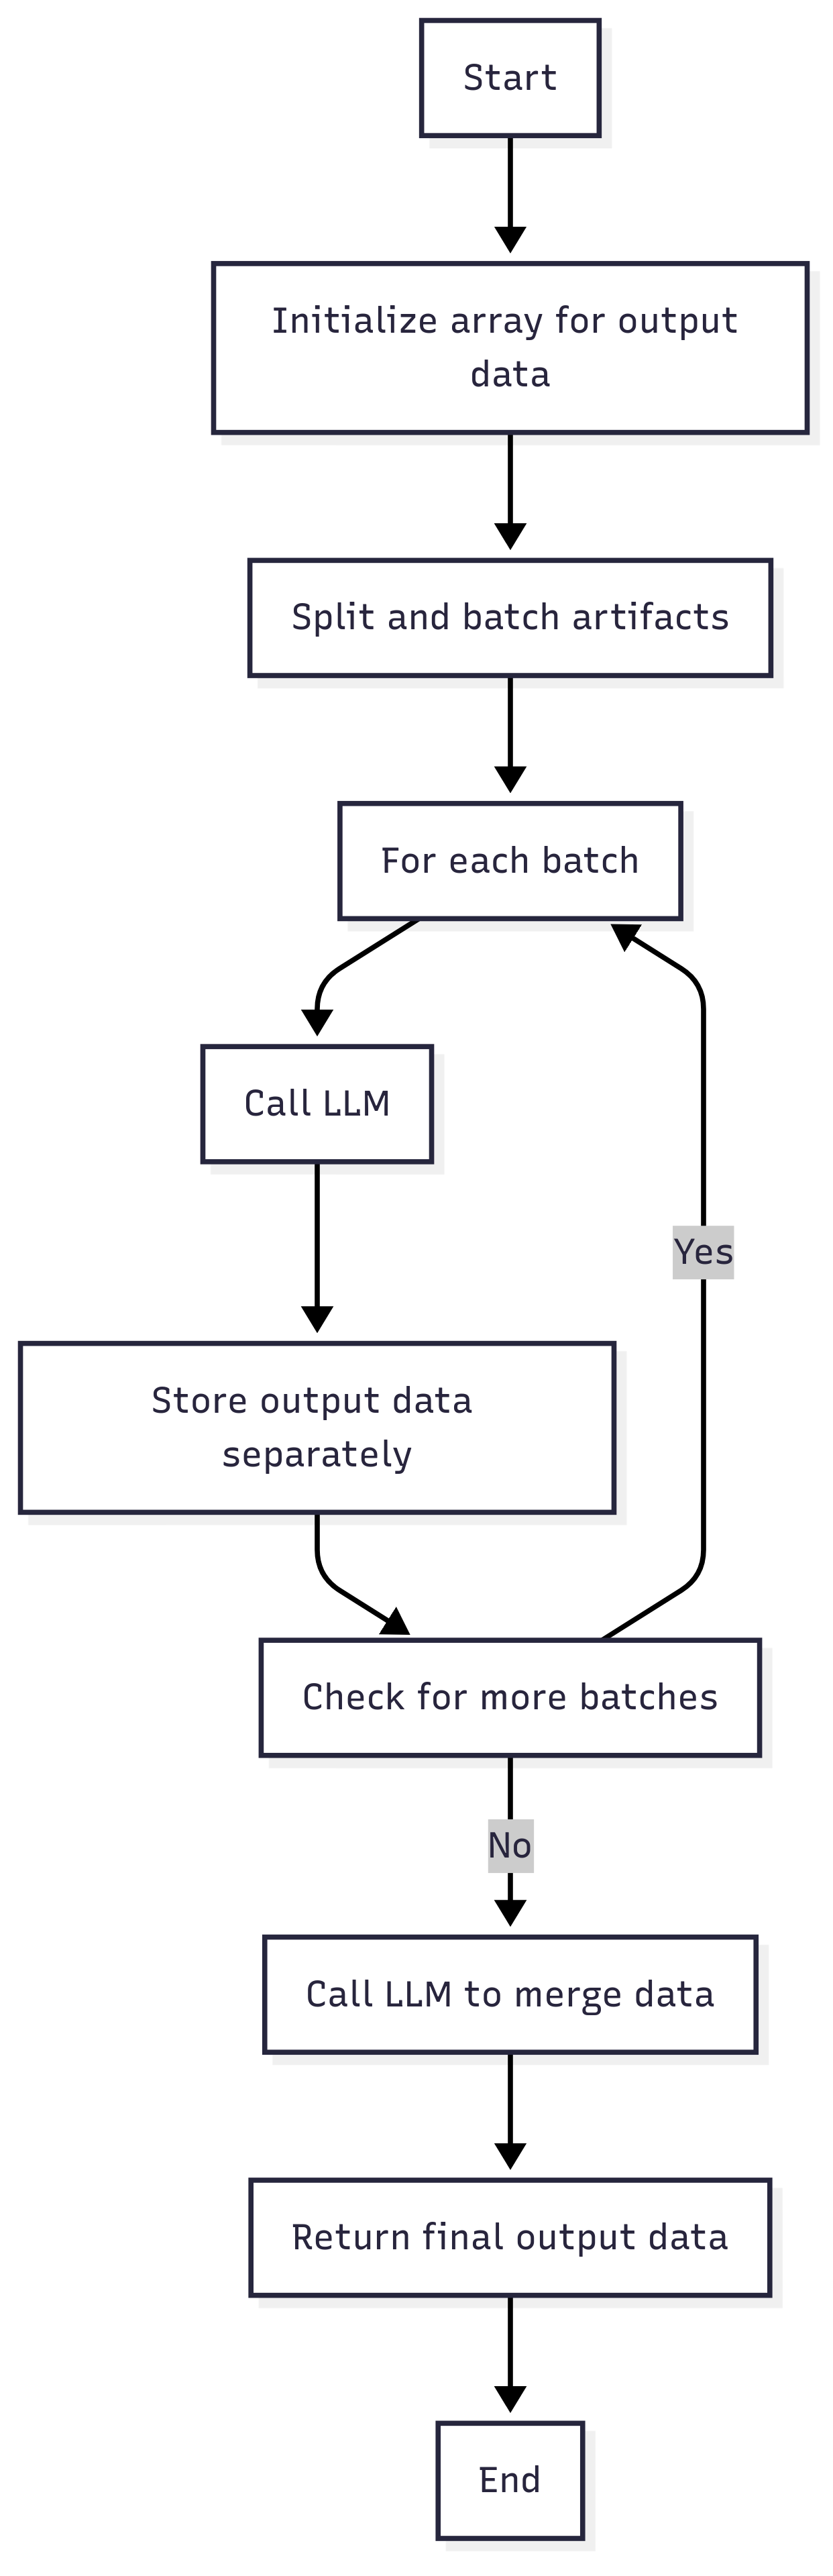 Start
Initialize array for output
data
Split and batch artifacts
For each batch
Call LLM
Yes
Store output data
separately
Check for more batches
No
Call LLM to merge data
Return final output data
End